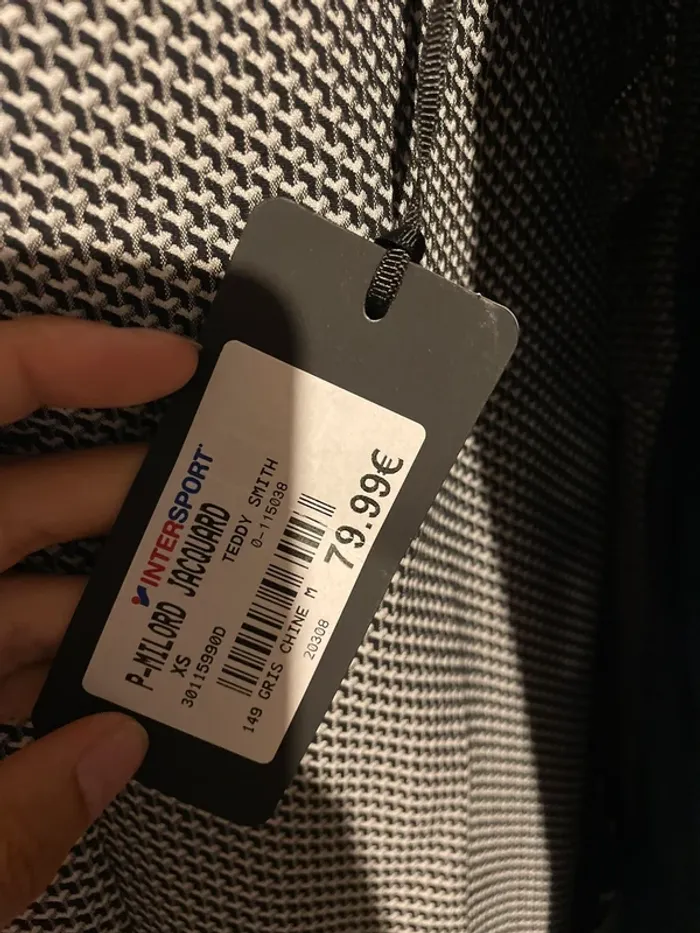 INTERSPORT
P-MILORD JACQUARD
XS TEDDY SMITH
30115990D 0-115038
149 GRIS CHINE M
20308
79.99€